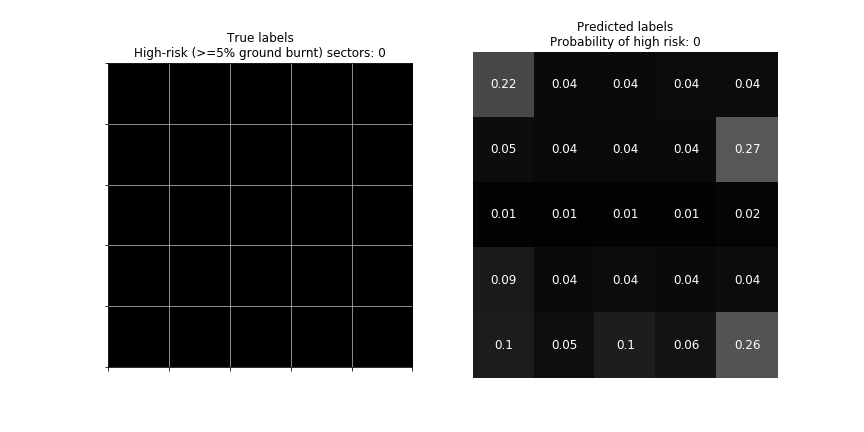 True labels
High-risk (>=5% ground burnt) sectors: 0
Predicted labels
Probability of high risk: 0
0.22 0.04 0.04 0.04 0.04
0.05 0.04 0.04 0.04 0.27
0.01 0.01 0.01 0.01 0.02
0.09 0.04 0.04 0.04 0.04
0.1 0.05 0.1 0.06 0.26